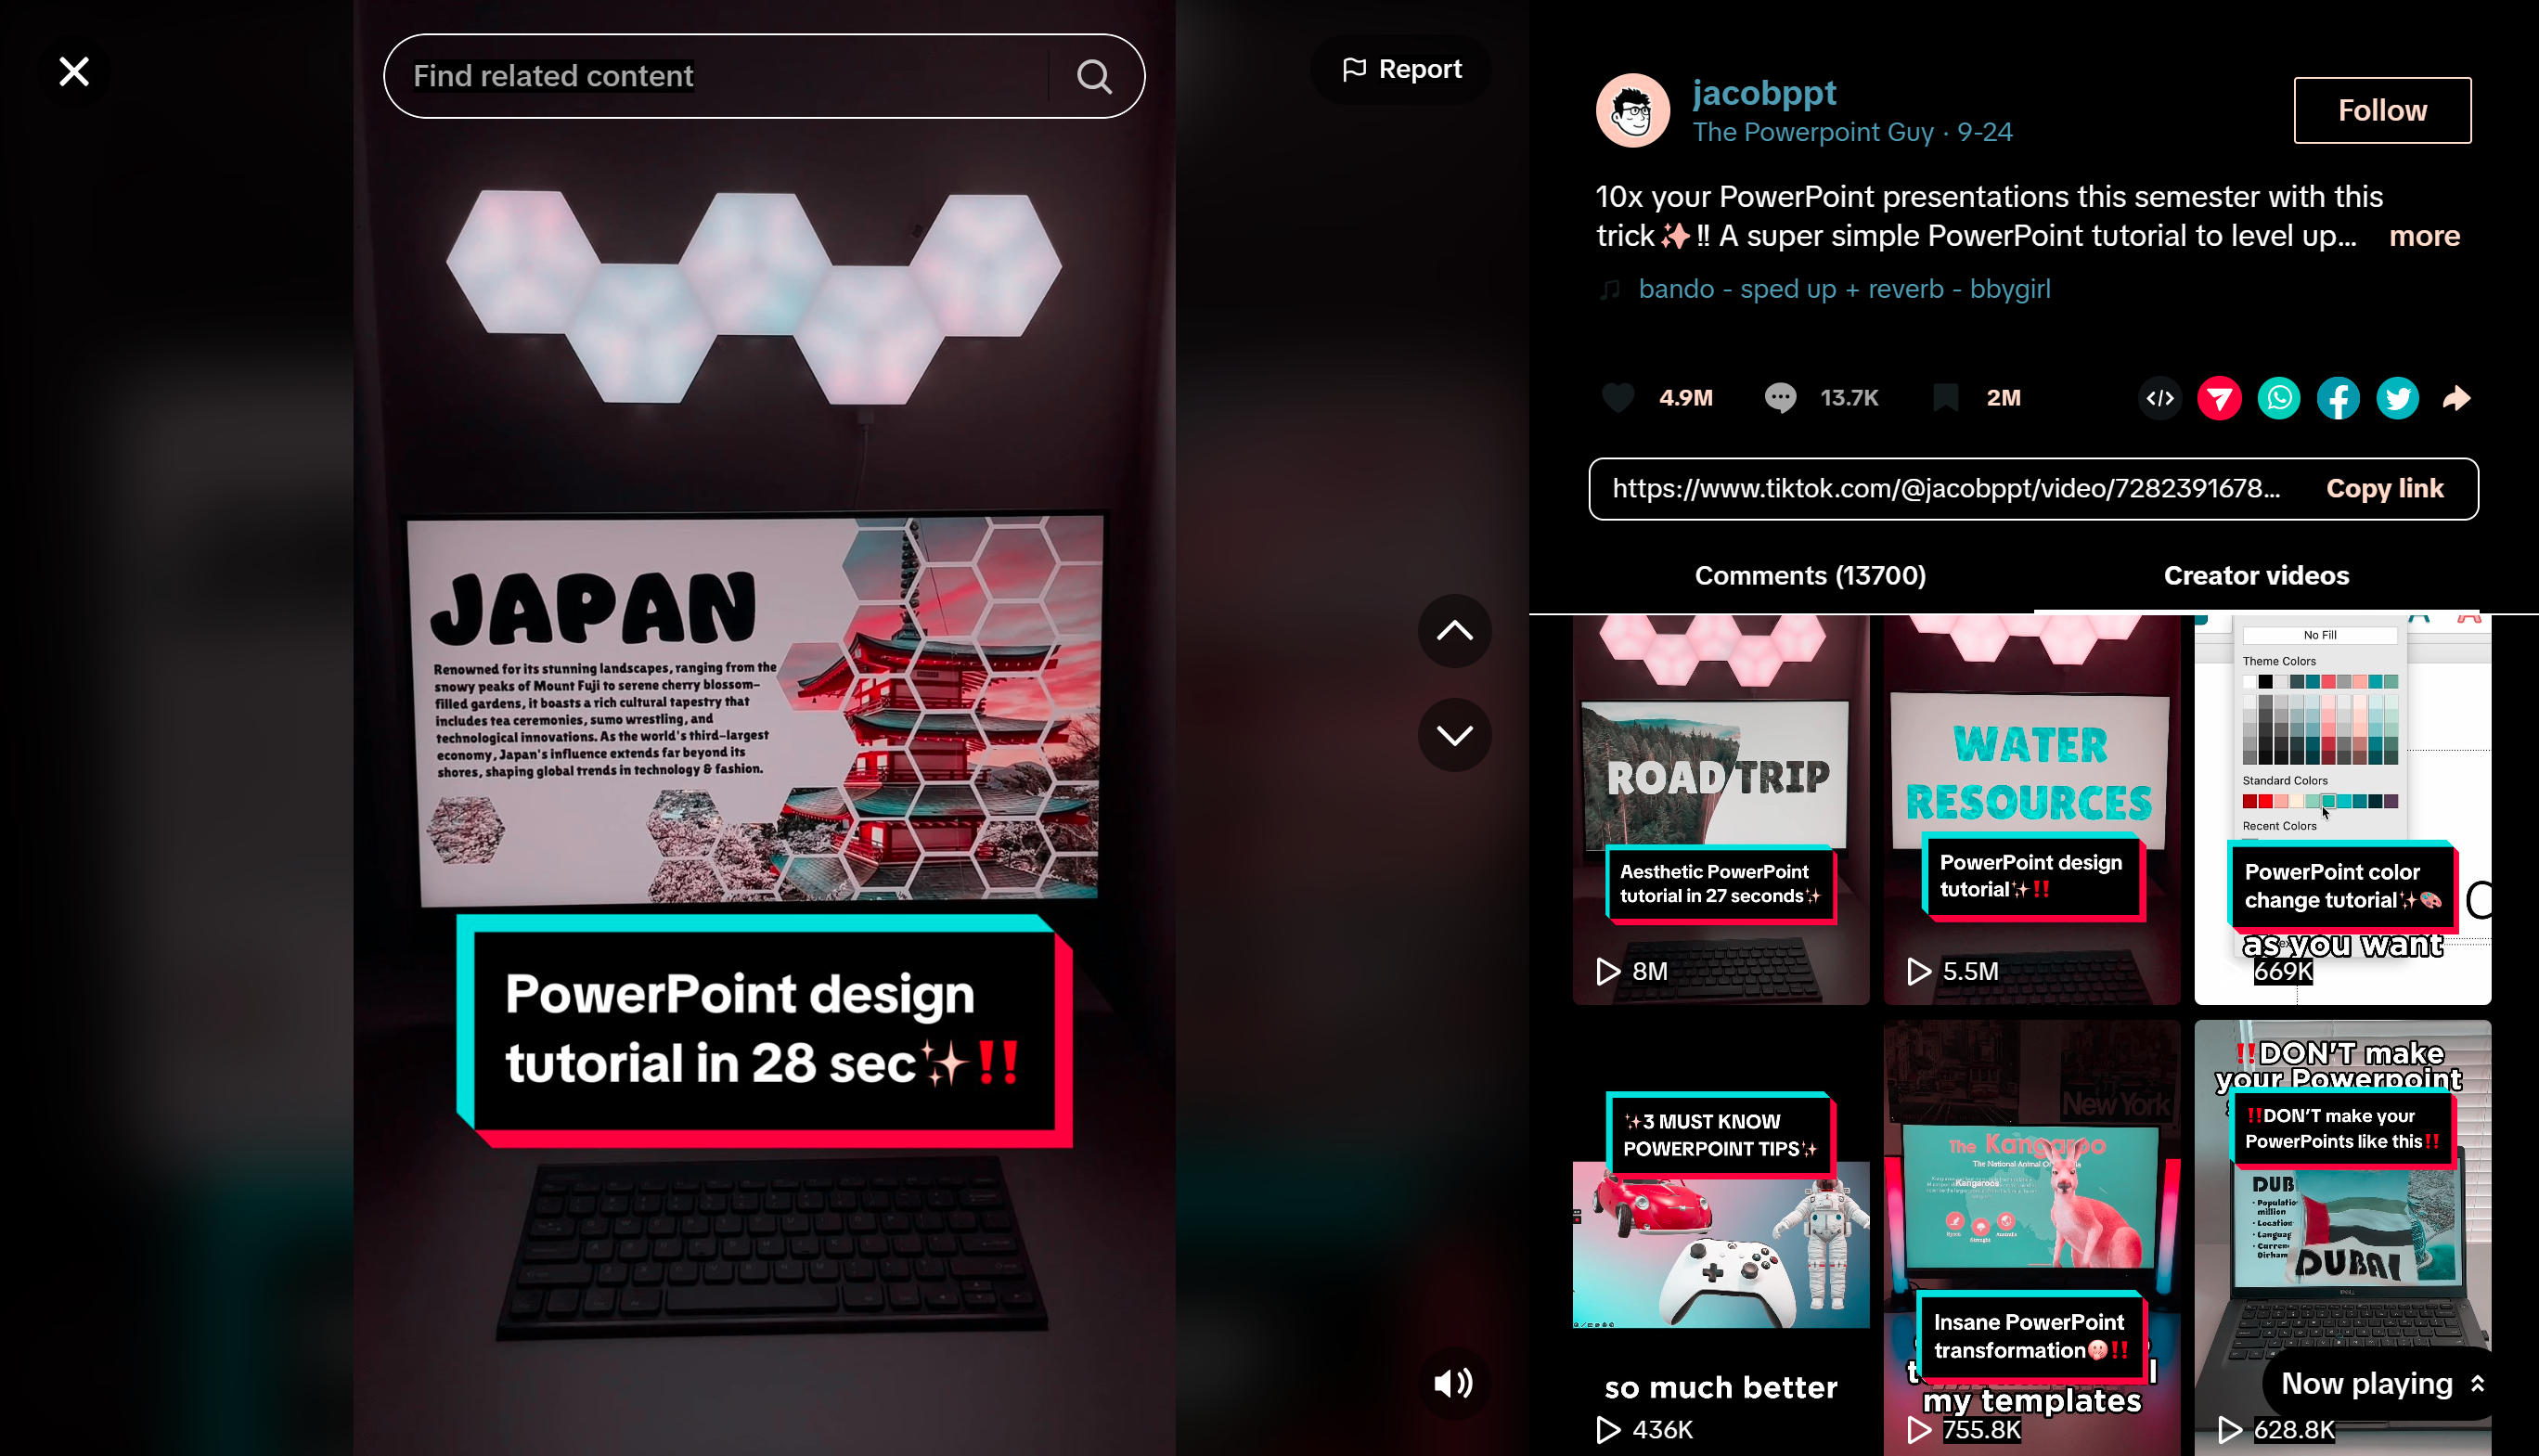 Find related content
Report
JAPAN
Renowned for its stunning landscapes, ranging from the
snowy peaks of Mount Fuji to serene cherry blossom–
filled gardens, it boasts a rich cultural tapestry that
includes tea ceremonies, sumo wrestling, and
technological innovations. As the world's third-largest
economy, Japan's influence extends far beyond its
shores, shaping global trends in technology & fashion.
PowerPoint design
tutorial in 28 sec✨‼️
jacobppt
The Powerpoint Guy · 9-24
Follow
10x your PowerPoint presentations this semester with this
trick✨‼️ A super simple PowerPoint tutorial to level up... more
bando - sped up + reverb - bbygirl
4.9M
13.7K
2M
https://www.tiktok.com/@jacobppt/video/7282391678...
Copy link
Comments (13700)
Creator videos
ROAD TRIP
Aesthetic PowerPoint
tutorial in 27 seconds✨
8M
WATER
RESOURCES
PowerPoint design
tutorial✨‼️
5.5M
No Fill
Theme Colors
Standard Colors
Recent Colors
PowerPoint color
change tutorial✨🎨
as you want
669K
✨3 MUST KNOW
POWERPOINT TIPS✨
so much better
436K
New York
The Kangaroo
The National Animal O
Kangaroos
Insane PowerPoint
transformation🤭‼️
my templates
755.8K
‼️DON'T make
your Powerpoint
‼️DON'T make your
PowerPoints like this‼️
DUB
million
DUBAI
DELL
628.8K
Now playing